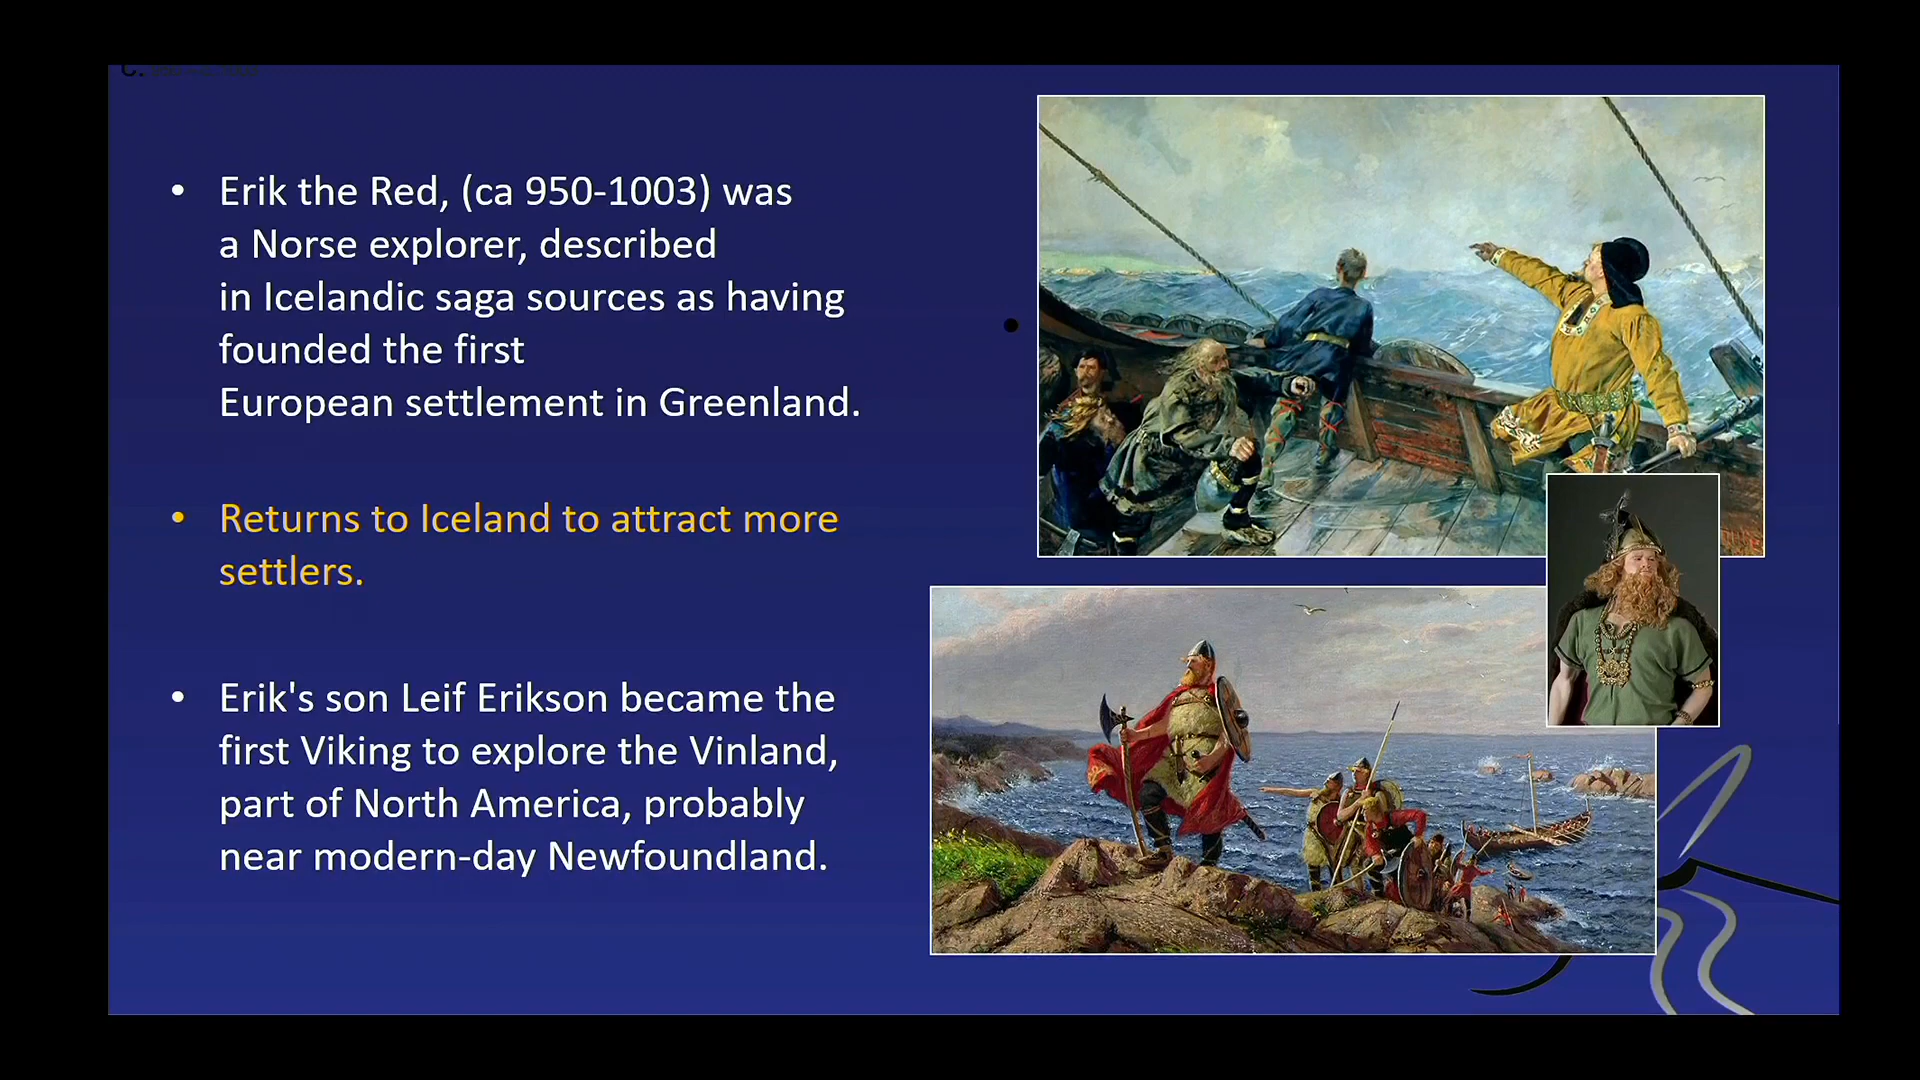 • Erik the Red, (ca 950-1003) was
a Norse explorer, described
in Icelandic saga sources as having
founded the first
European settlement in Greenland.
• Returns to Iceland to attract more
settlers.
• Erik's son Leif Erikson became the
first Viking to explore the Vinland,
part of North America, probably
near modern-day Newfoundland.